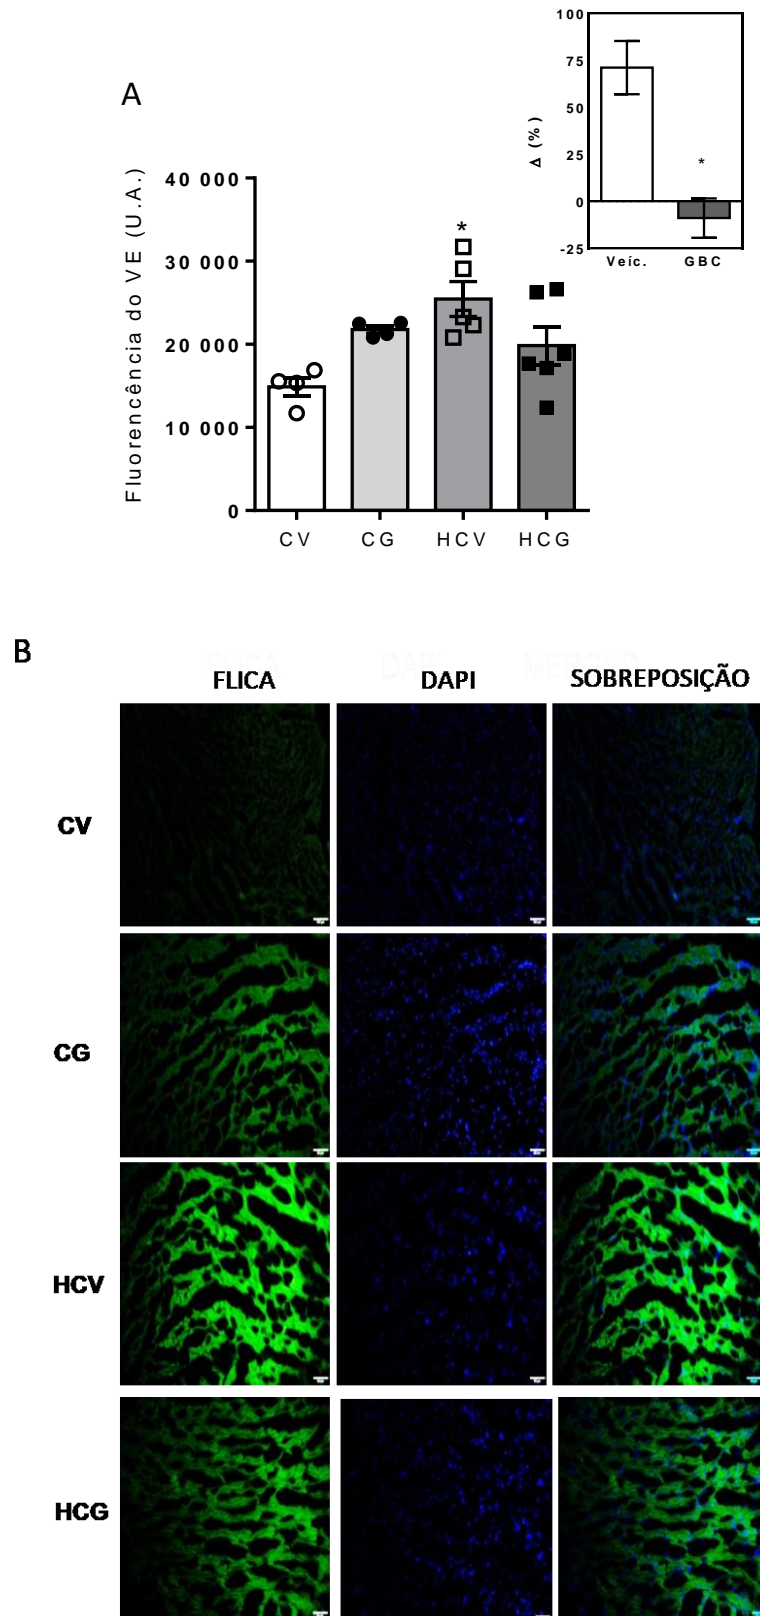 A
Fluorencência do VE (U.A.)
40 000
30 000
20 000
10 000
0
*
CV CG HCV HCG
100
75
50
25
0
-25
Δ (%)
*
Veíc. GBC
B
FLICA DAPI SOBREPOSIÇÃO
CV
CG
HCV
HCG